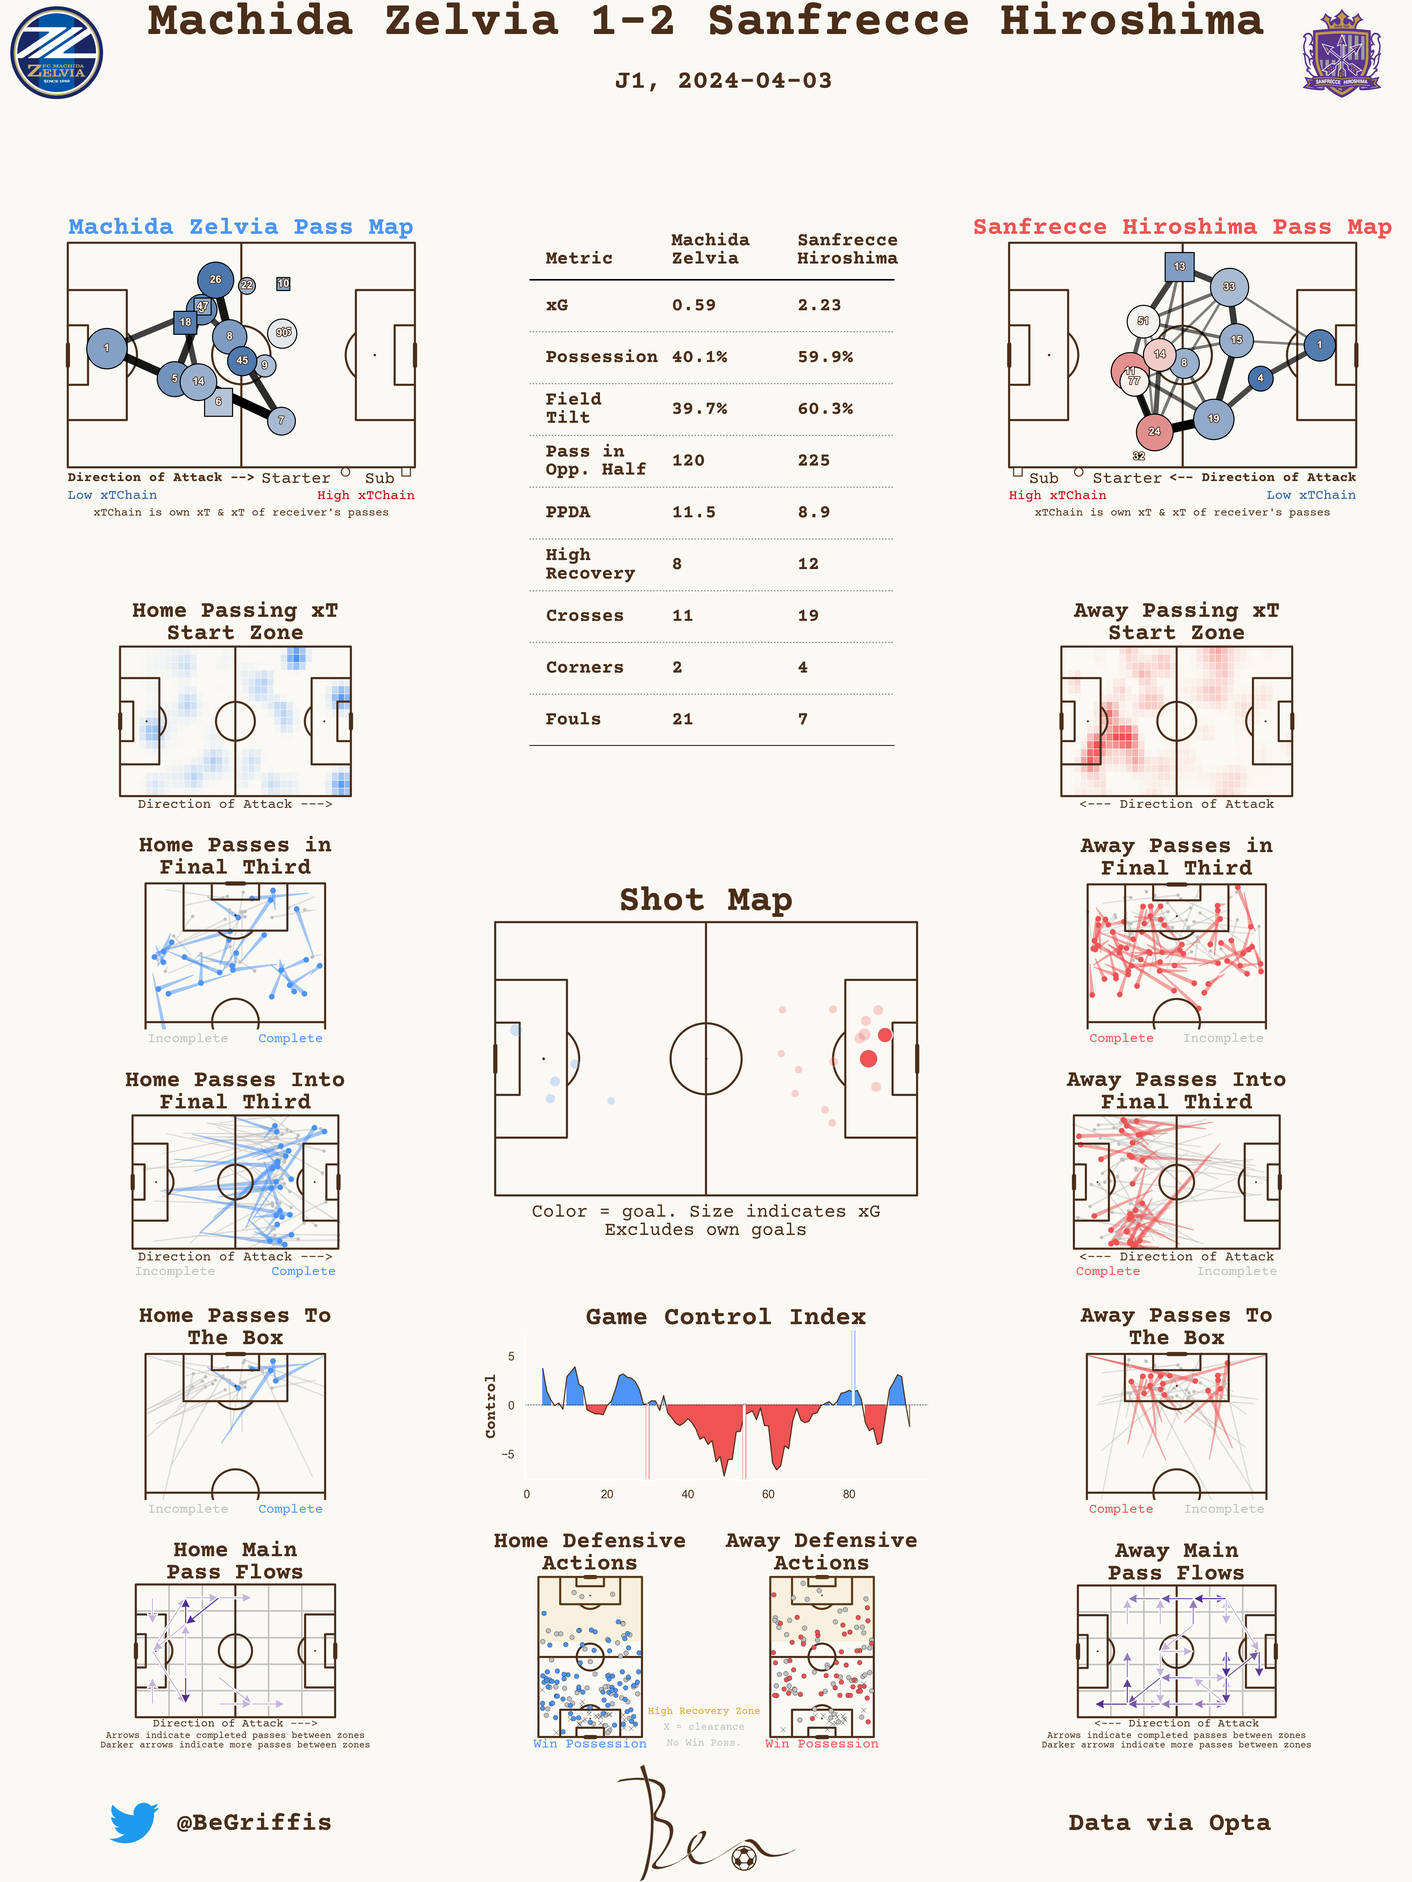 Machida Zelvia 1-2 Sanfrecce Hiroshima
J1, 2024-04-03
FC MACHIDA
ZELVIA
SINCE 1989
SANFRECCE HIROSHIMA
Machida Zelvia Pass Map
26
22
10
47
18
8
90
1
45
9
5
14
6
7
Direction of Attack --> Starter Sub
Low xTChain High xTChain
xTChain is own xT & xT of receiver's passes
Metric Machida Zelvia Sanfrecce Hiroshima
xG 0.59 2.23
Possession 40.1% 59.9%
Field Tilt 39.7% 60.3%
Pass in Opp. Half 120 225
PPDA 11.5 8.9
High Recovery 8 12
Crosses 11 19
Corners 2 4
Fouls 21 7
Sanfrecce Hiroshima Pass Map
13
33
51
15
1
14
8
11
77
4
19
24
32
Sub Starter <-- Direction of Attack
High xTChain Low xTChain
xTChain is own xT & xT of receiver's passes
Home Passing xT
Start Zone
Direction of Attack --->
Away Passing xT
Start Zone
<--- Direction of Attack
Home Passes in
Final Third
Incomplete Complete
Shot Map
Color = goal. Size indicates xG
Excludes own goals
Away Passes in
Final Third
Complete Incomplete
Home Passes Into
Final Third
Direction of Attack --->
Incomplete Complete
Away Passes Into
Final Third
<--- Direction of Attack
Complete Incomplete
Home Passes To
The Box
Incomplete Complete
Game Control Index
Control
5
0
−5
0 20 40 60 80
Away Passes To
The Box
Complete Incomplete
Home Main
Pass Flows
Direction of Attack --->
Arrows indicate completed passes between zones
Darker arrows indicate more passes between zones
Home Defensive
Actions
Win Possession
High Recovery Zone
X = clearance
No Win Poss.
Away Defensive
Actions
Win Possession
Away Main
Pass Flows
<--- Direction of Attack
Arrows indicate completed passes between zones
Darker arrows indicate more passes between zones
@BeGriffis
Ben
Data via Opta